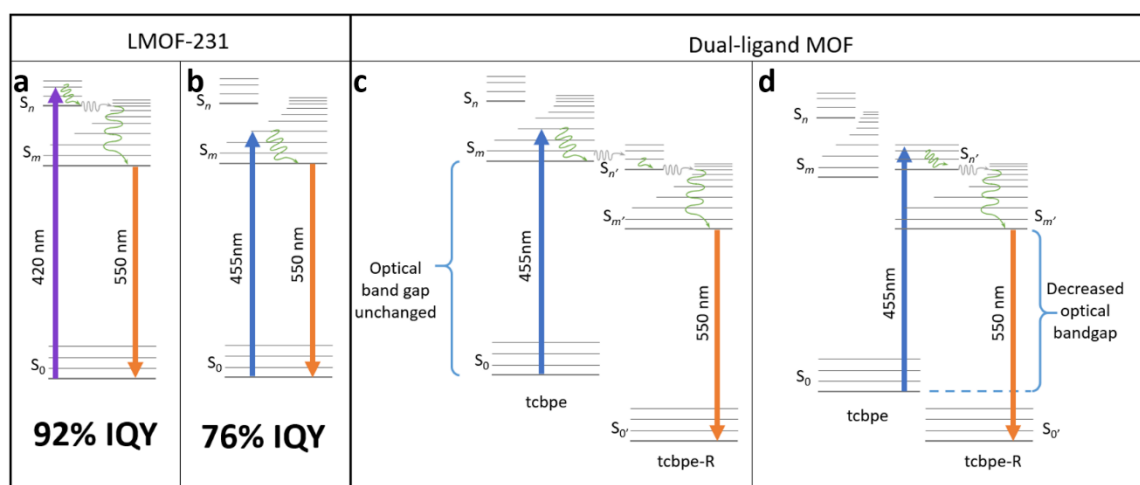 LMOF-231
Dual-ligand MOF
a
Sn
Sm
420 nm
550 nm
S0
92% IQY
b
Sm
455nm
550 nm
S0
76% IQY
c
Sn
Sm
Sn'
Sm'
Optical
band gap
unchanged
455nm
550 nm
S0
tcbpe
S0'
tcbpe-R
d
Sn
Sm
Sn'
Sm'
455nm
550 nm
Decreased
optical
bandgap
S0
tcbpe
S0'
tcbpe-R